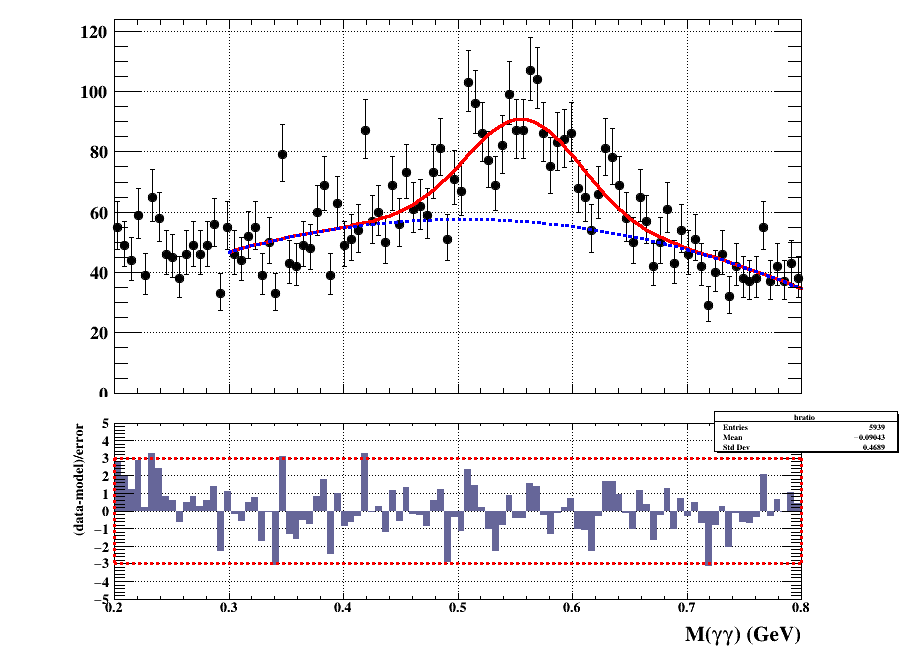 120
100
80
60
40
20
0
hratio
Entries 5939
Mean −0.09043
Std Dev 0.4689
(data-model)/error
5
4
3
2
1
0
−1
−2
−3
−4
−5
0.2 0.3 0.4 0.5 0.6 0.7 0.8
M(γγ) (GeV)